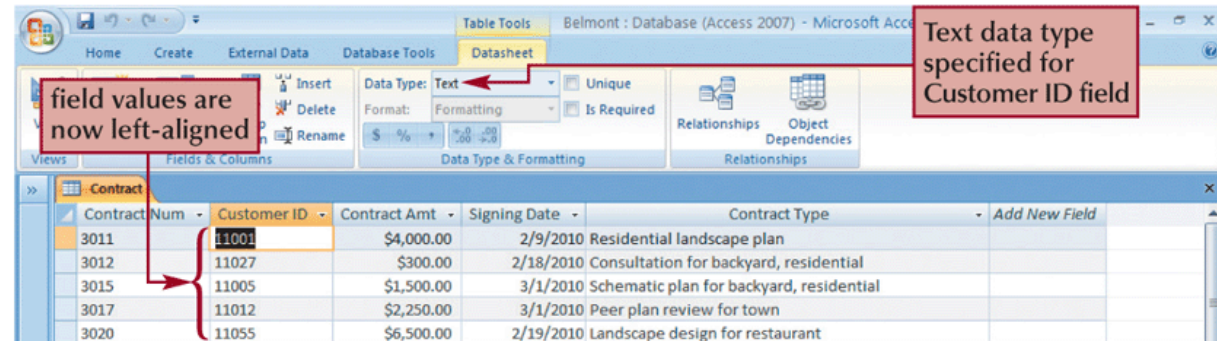 Table Tools Belmont : Database (Access 2007) - Microsoft Acce
Text data type
specified for
Customer ID field
Home Create External Data Database Tools Datasheet
field values are
now left-aligned
Insert
Delete
Rename
Data Type: Text
Unique
Format: Formatting
Is Required
$ % , .0 .00 .00 .0
Relationships
Object
Dependencies
Views Fields & Columns Data Type & Formatting Relationships
» Contract ×
Contract Num Customer ID Contract Amt Signing Date Contract Type Add New Field
3011 11001 $4,000.00 2/9/2010 Residential landscape plan
3012 11027 $300.00 2/18/2010 Consultation for backyard, residential
3015 11005 $1,500.00 3/1/2010 Schematic plan for backyard, residential
3017 11012 $2,250.00 3/1/2010 Peer plan review for town
3020 11055 $6,500.00 2/19/2010 Landscape design for restaurant